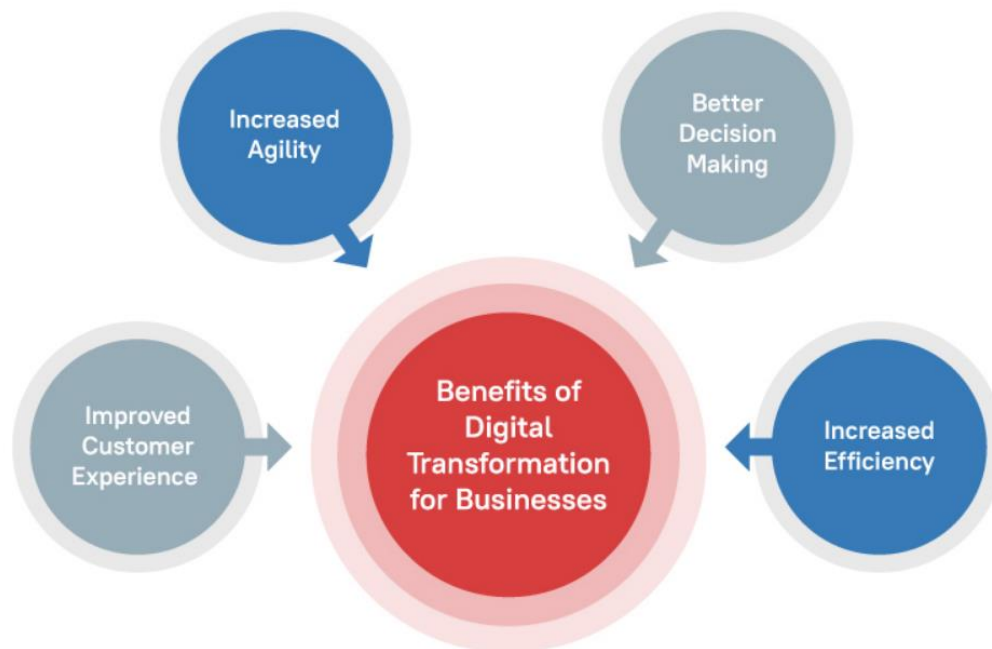 Increased
Agility
Better
Decision
Making
Improved
Customer
Experience
Benefits of
Digital
Transformation
for Businesses
Increased
Efficiency